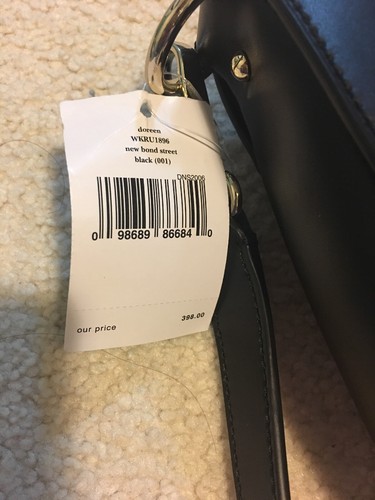 doreen
WKRU1896
new bond street
black (001)
DNS2006
0 98689 86684 0
our price 398.00